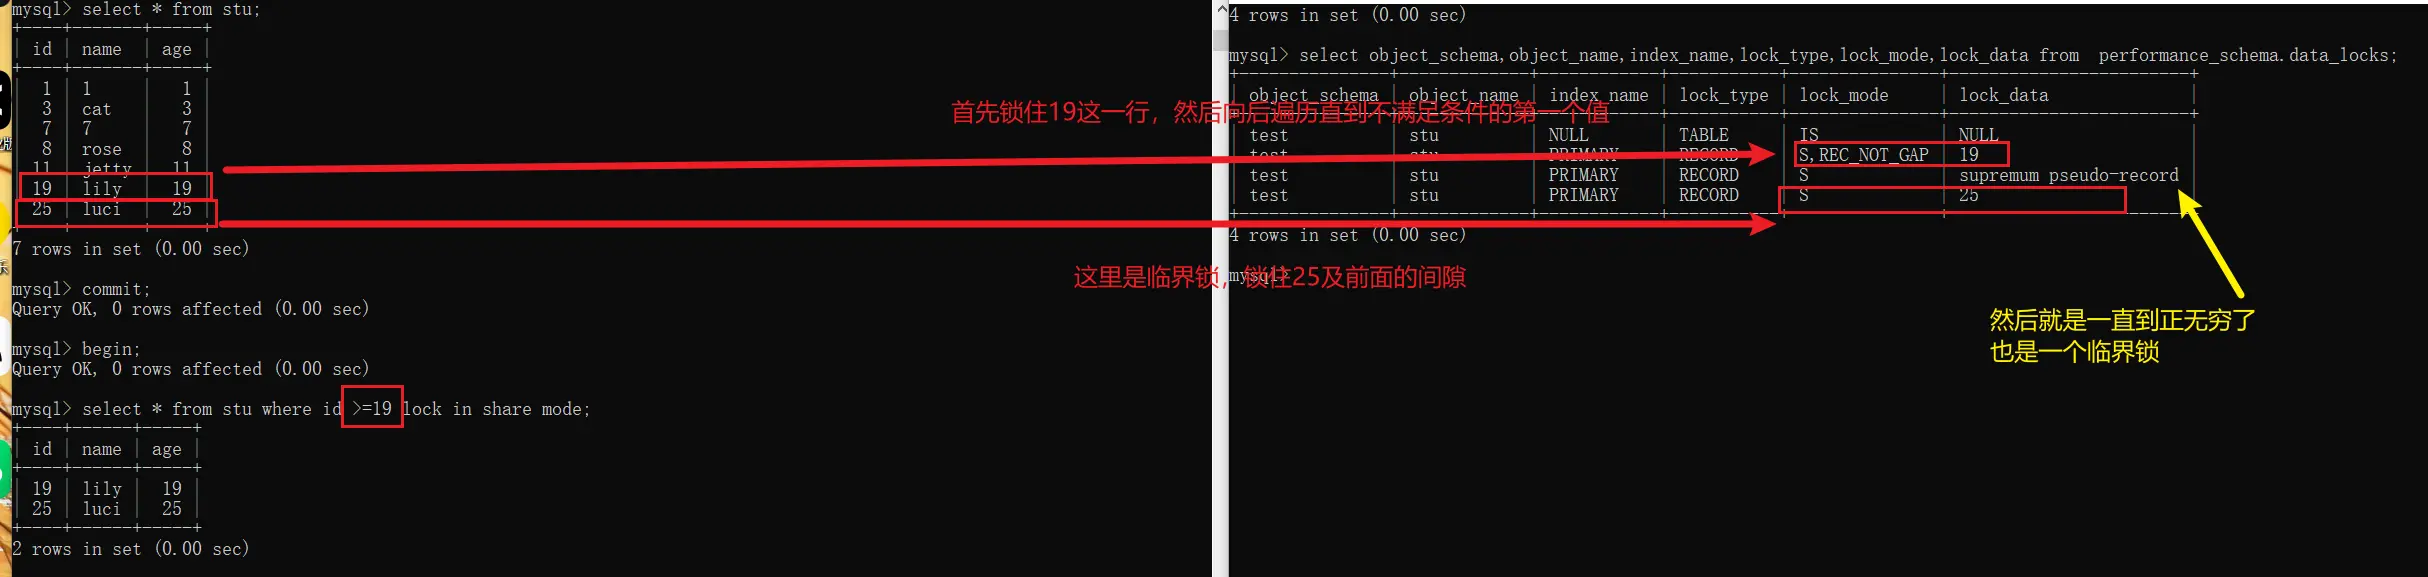 mysql> select * from stu;
+----+-------+-----+
| id | name  | age |
+----+-------+-----+
|  1 | 1     |   1 |
|  3 | cat   |   3 |
|  7 | 7     |   7 |
|  8 | rose  |   8 |
| 11 | jetty |  11 |
| 19 | lily  |  19 |
| 25 | luci  |  25 |
+----+-------+-----+
7 rows in set (0.00 sec)
mysql> commit;
Query OK, 0 rows affected (0.00 sec)
mysql> begin;
Query OK, 0 rows affected (0.00 sec)
mysql> select * from stu where id >=19 lock in share mode;
+----+------+-----+
| id | name | age |
+----+------+-----+
| 19 | lily |  19 |
| 25 | luci |  25 |
+----+------+-----+
2 rows in set (0.00 sec)
首先锁住19这一行，然后向后遍历直到不满足条件的第一个值
这里是临界锁，锁住25及前面的间隙
4 rows in set (0.00 sec)
mysql> select object_schema,object_name,index_name,lock_type,lock_mode,lock_data from  performance_schema.data_locks;
+---------------+-------------+------------+-----------+---------------+------------------------+
| object_schema | object_name | index_name | lock_type | lock_mode     | lock_data              |
+---------------+-------------+------------+-----------+---------------+------------------------+
| test          | stu         | NULL       | TABLE     | IS            | NULL                   |
| test          | stu         | PRIMARY    | RECORD    | S,REC_NOT_GAP | 19                     |
| test          | stu         | PRIMARY    | RECORD    | S             | supremum pseudo-record |
| test          | stu         | PRIMARY    | RECORD    | S             | 25                     |
+---------------+-------------+------------+-----------+---------------+------------------------+
4 rows in set (0.00 sec)
mysql>
然后就是一直到正无穷了
也是一个临界锁